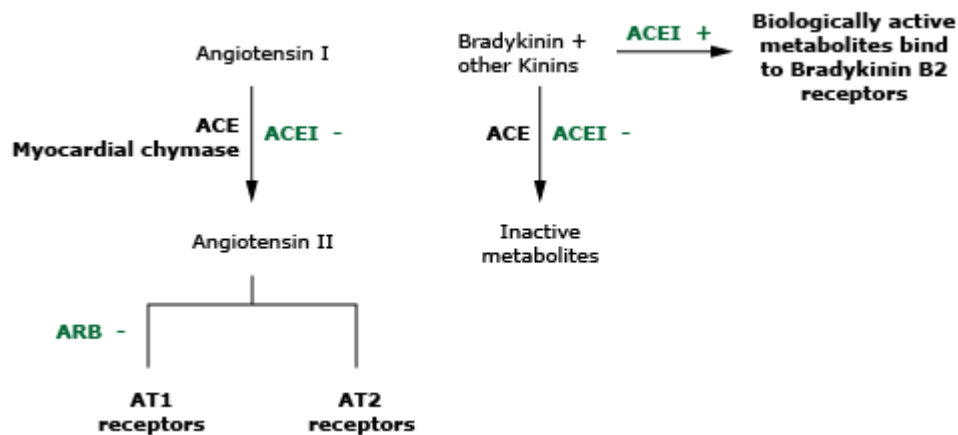 Angiotensin I
ACE
Myocardial chymase
ACEI -
Angiotensin II
ARB -
AT1
receptors
AT2
receptors
Bradykinin +
other Kinins
ACEI +
Biologically active
metabolites bind
to Bradykinin B2
receptors
ACE
ACEI -
Inactive
metabolites